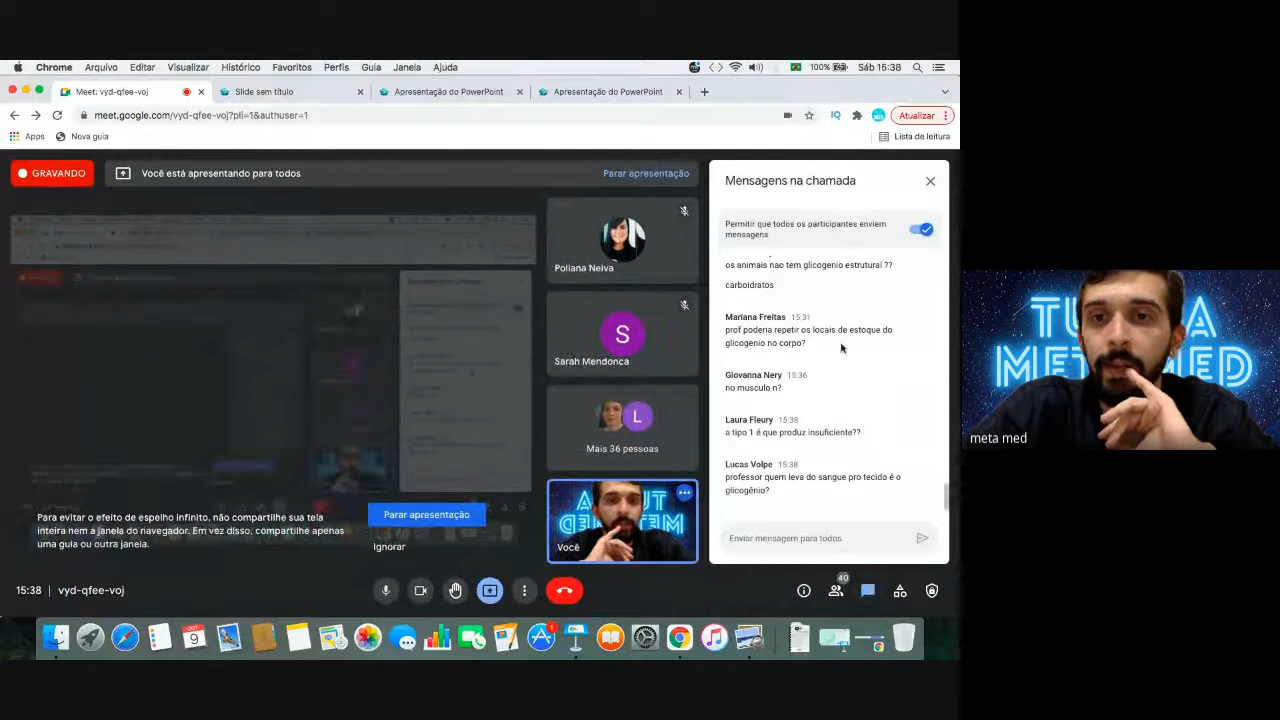 Chrome Arquivo Editar Visualizar Histórico Favoritos Perfis Guia Janela Ajuda
100% Sáb 15:38
Meet: vyd-qfee-voj
Slide sem título
Apresentação do PowerPoint
Apresentação do PowerPoint
meet.google.com/vyd-qfee-voj?pli=1&authuser=1
IQ
Atualizar
Apps
Nova guia
Lista de leitura
GRAVANDO
Você está apresentando para todos
Parar apresentação
Poliana Neiva
S
Sarah Mendonca
L
Mais 36 pessoas
Você
Para evitar o efeito de espelho infinito, não compartilhe sua tela
inteira nem a janela do navegador. Em vez disso, compartilhe apenas
uma guia ou outra janela.
Parar apresentação
Ignorar
Mensagens na chamada
Permitir que todos os participantes enviem
mensagens
os animais nao tem glicogenio estrutural ??
carboidratos
Mariana Freitas 15:31
prof poderia repetir os locais de estoque do
glicogenio no corpo?
Giovanna Nery 15:36
no musculo n?
Laura Fleury 15:38
a tipo 1 é que produz insuficiente??
Lucas Volpe 15:38
professor quem leva do sangue pro tecido é o
glicogênio?
Enviar mensagem para todos
15:38 | vyd-qfee-voj
40
OUT
9
1
META MED
meta med